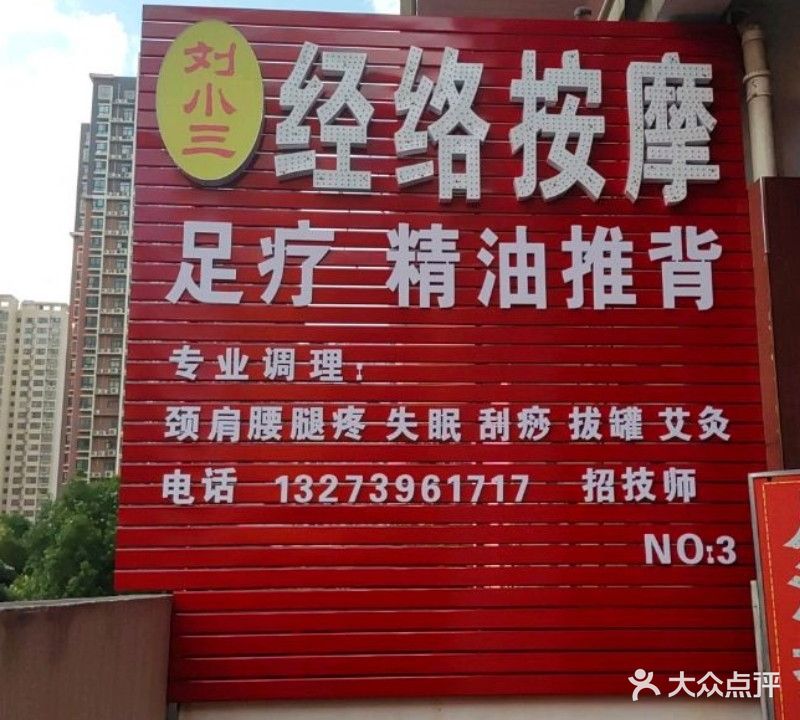 刘小三
经络按摩
足疗 精油推背
专业调理:
颈肩腰腿疼 失眠 刮痧 拔罐 艾灸
电话 13273961717 招技师
NO:3
大众点评